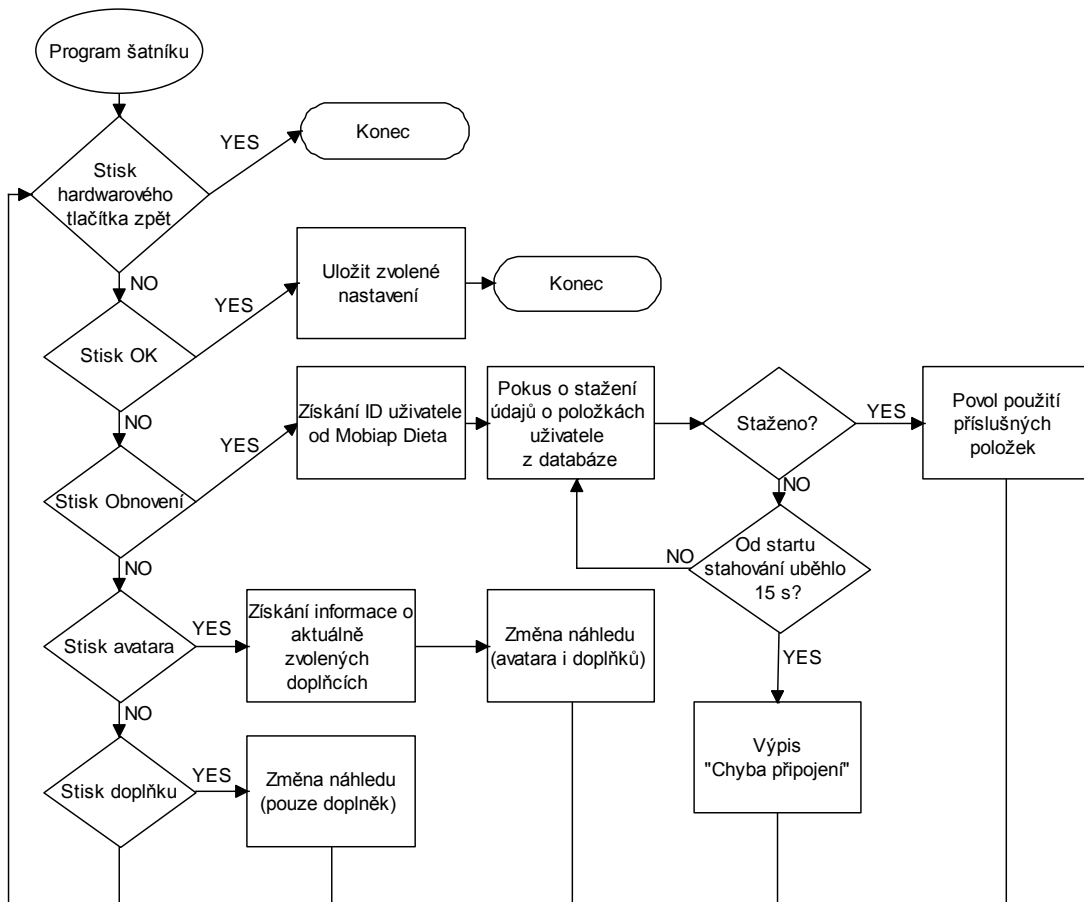 Program šatníku
YES
Konec
Stisk
hardwarového
tlačítka zpět
NO
YES
Uložit zvolené
nastavení
Konec
Stisk OK
NO
YES
Získání ID uživatele
od Mobiap Dieta
Pokus o stažení
údajů o položkách
uživatele
z databáze
Staženo?
YES
Povol použití
příslušných
položek
NO
Stisk Obnovení
NO
Od startu
stahování uběhlo
15 s?
NO
YES
Stisk avatara
YES
Získání informace o
aktuálně
zvolených
doplňcích
Změna náhledu
(avatara i doplňků)
NO
Výpis
"Chyba připojení"
Stisk doplňku
YES
Změna náhledu
(pouze doplněk)